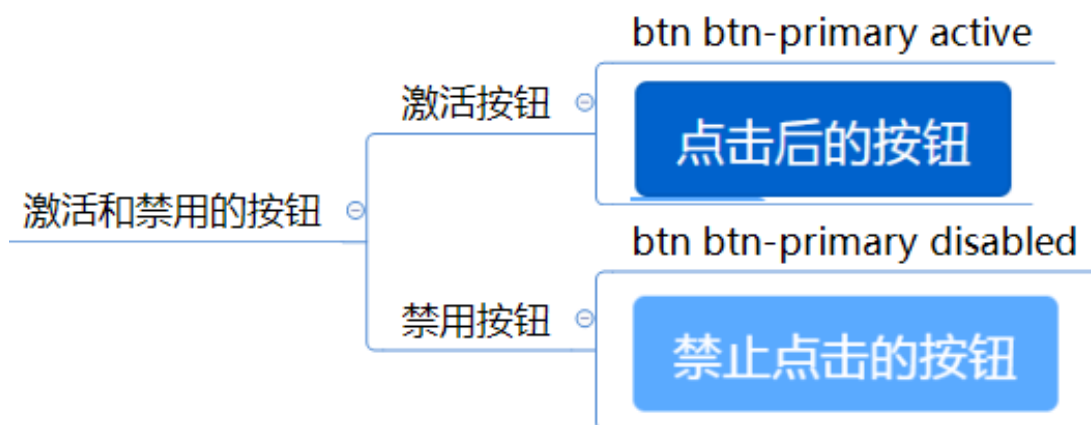 btn btn-primary active
激活按钮
点击后的按钮
激活和禁用的按钮
btn btn-primary disabled
禁用按钮
禁止点击的按钮